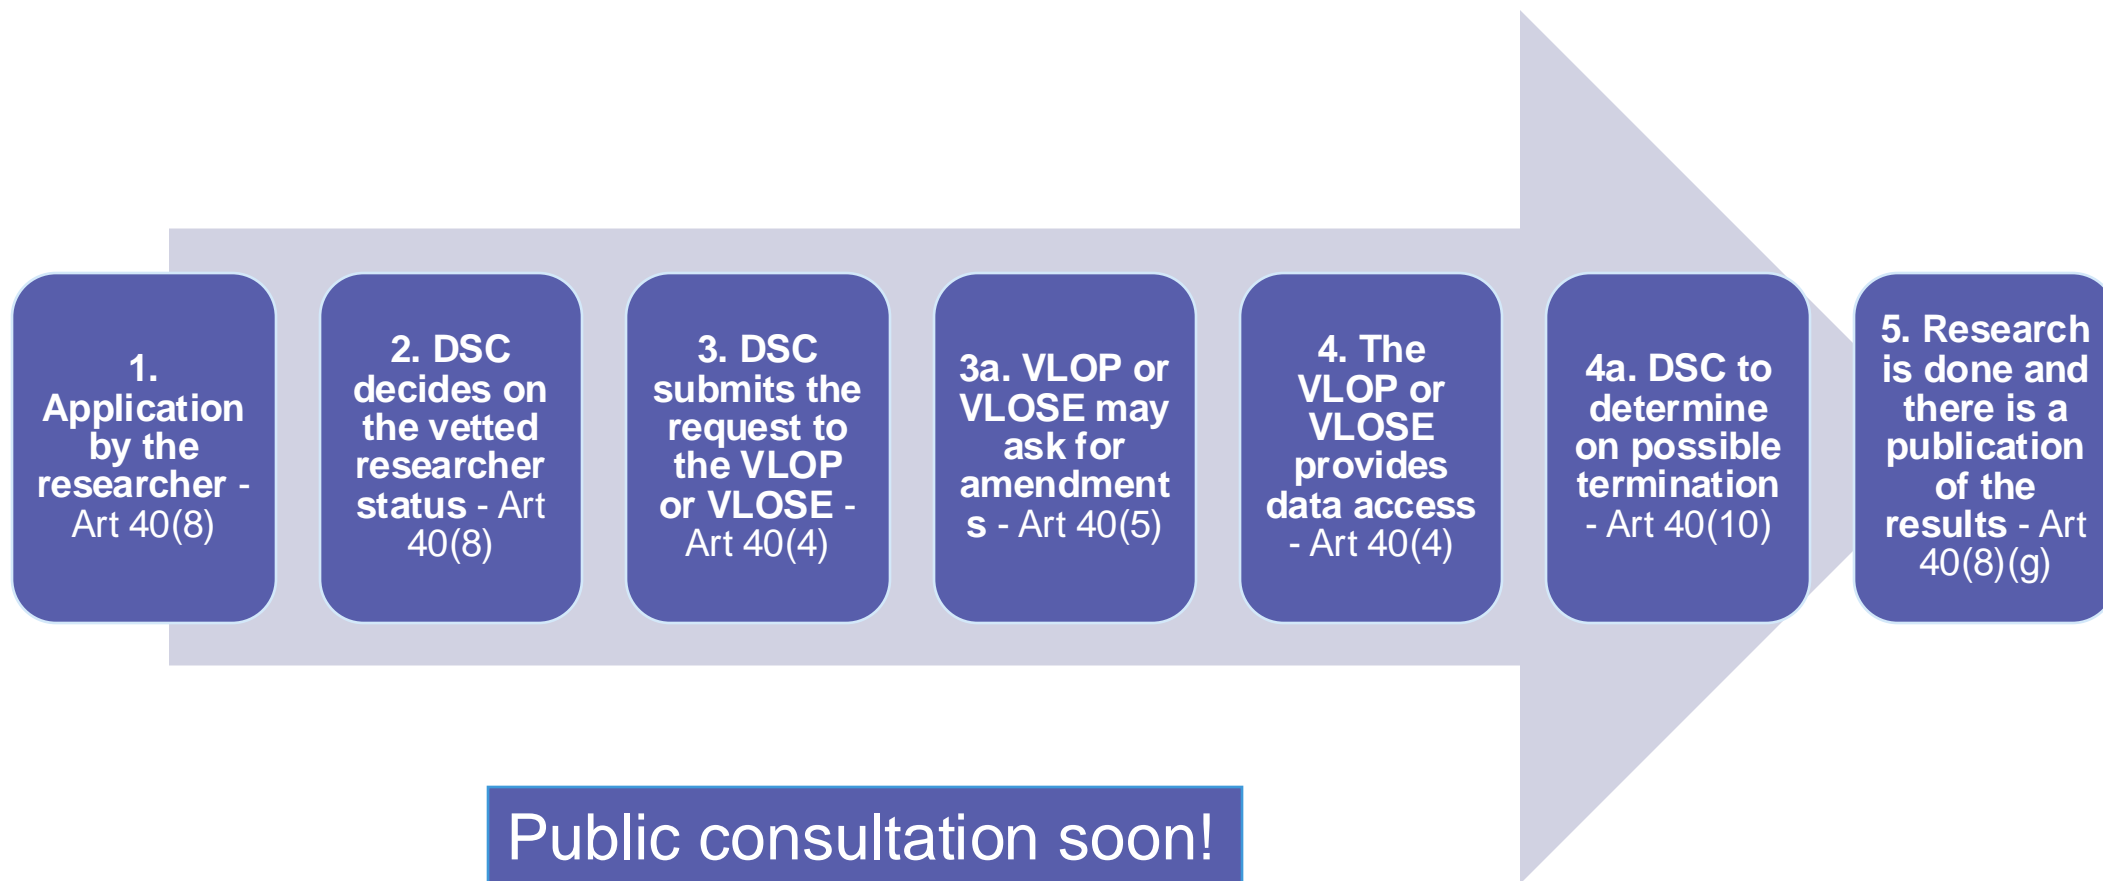 1.
Application
by the
researcher -
Art 40(8)
2. DSC
decides on
the vetted
researcher
status - Art
40(8)
3. DSC
submits the
request to
the VLOP
or VLOSE -
Art 40(4)
3a. VLOP or
VLOSE may
ask for
amendment
s - Art 40(5)
4. The
VLOP or
VLOSE
provides
data access
- Art 40(4)
4a. DSC to
determine
on possible
termination
- Art 40(10)
5. Research
is done and
there is a
publication
of the
results - Art
40(8)(g)
Public consultation soon!